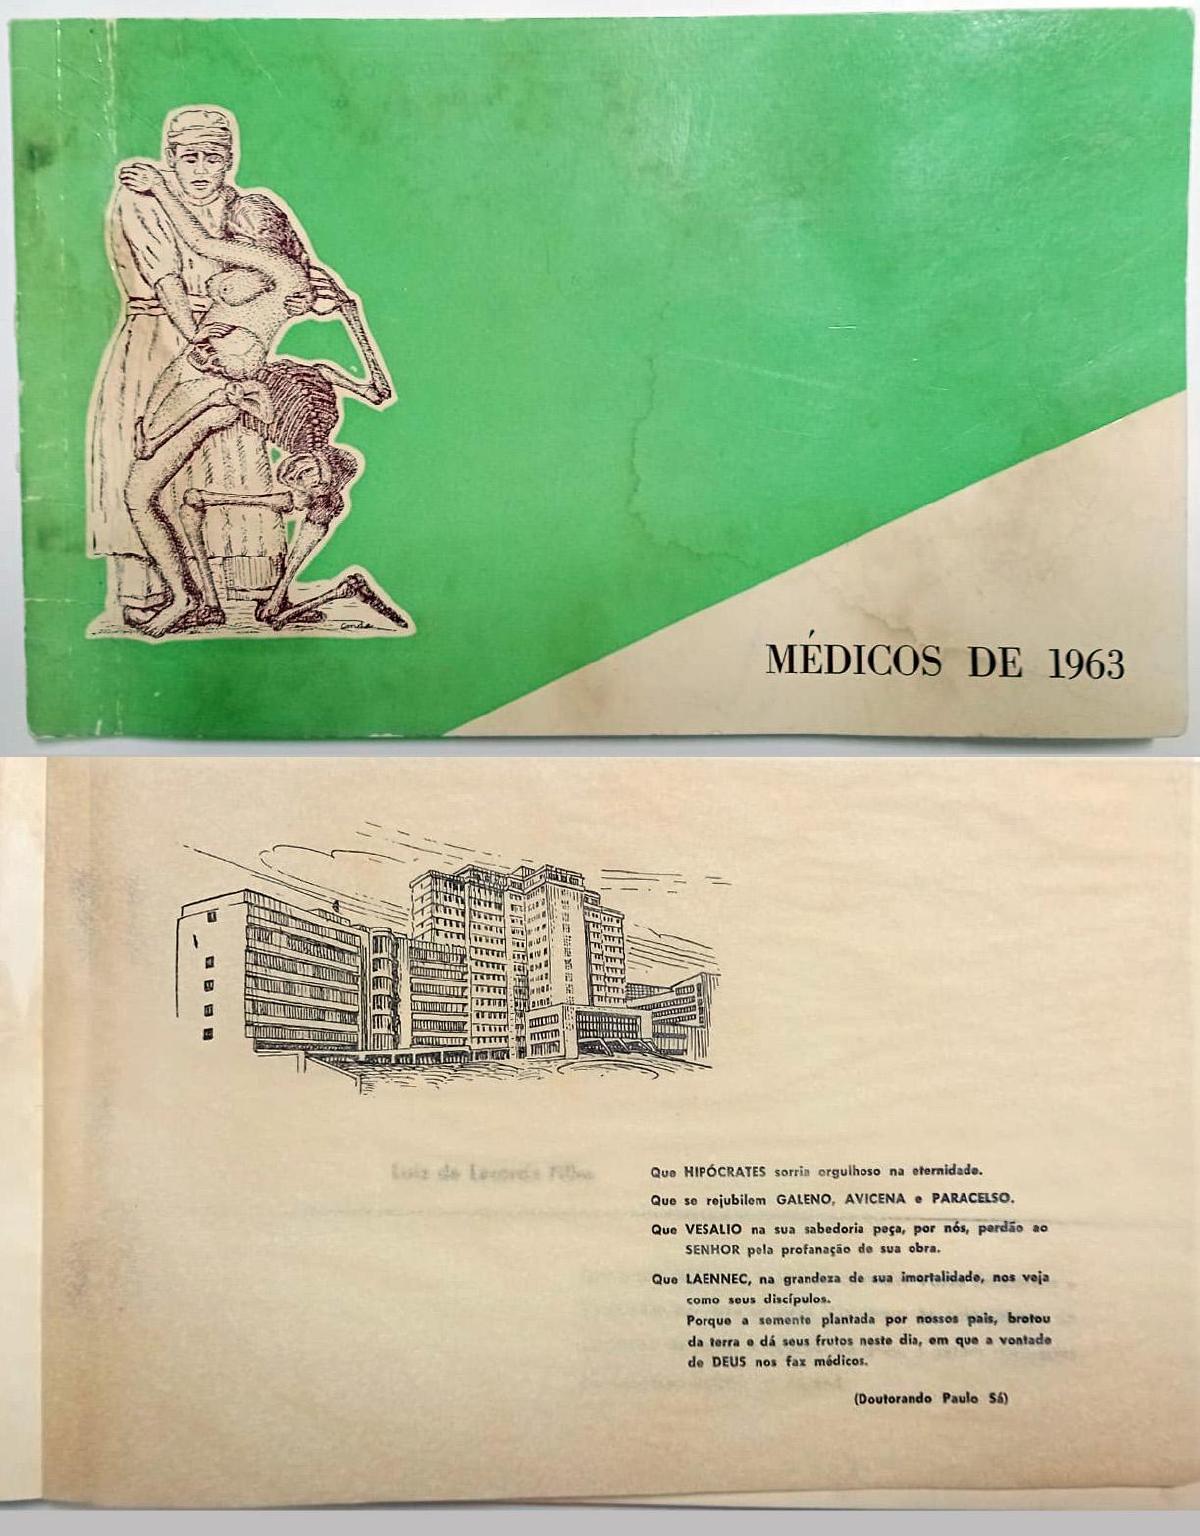 MÉDICOS DE 1963
Que HIPÓCRATES sorria orgulhoso na eternidade.
Que se rejubilem GALENO, AVICENA e PARACELSO.
Que VESALIO na sua sabedoria peça, por nós, perdão ao
SENHOR pela profanação de sua obra.
Que LAENNEC, na grandeza de sua imortalidade, nos veja
como seus discípulos.
Porque a semente plantada por nossos pais, brotou
da terra e dá seus frutos neste dia, em que a vontade
de DEUS nos fax médicos.
(Doutorando Paulo Sá)